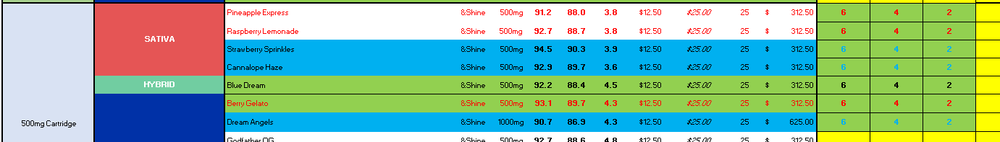 Pineapple Express &Shine 500mg 91.2 88.0 3.8 $12.50 $25.00 25 $ 312.50 6 4 2
Raspberry Lemonade &Shine 500mg 92.7 88.7 3.8 $12.50 $25.00 25 $ 312.50 6 4 2
SATIVA
Strawberry Sprinkles &Shine 500mg 94.5 90.3 3.9 $12.50 $25.00 25 $ 312.50 6 4 2
Cannalope Haze &Shine 500mg 92.9 89.7 3.6 $12.50 $25.00 25 $ 312.50 6 4 2
HYBRID Blue Dream &Shine 500mg 92.2 88.4 4.5 $12.50 $25.00 25 $ 312.50 6 4 2
Berry Gelato &Shine 500mg 93.1 89.7 4.3 $12.50 $25.00 25 $ 312.50 6 4 2
500mg Cartridge Dream Angels &Shine 1000mg 90.7 86.9 4.3 $12.50 $25.00 25 $ 625.00 6 4 2
Godfather OG &Shine 500mg 92.7 88.6 4.8 $12.50 $25.00 25 $ 312.50